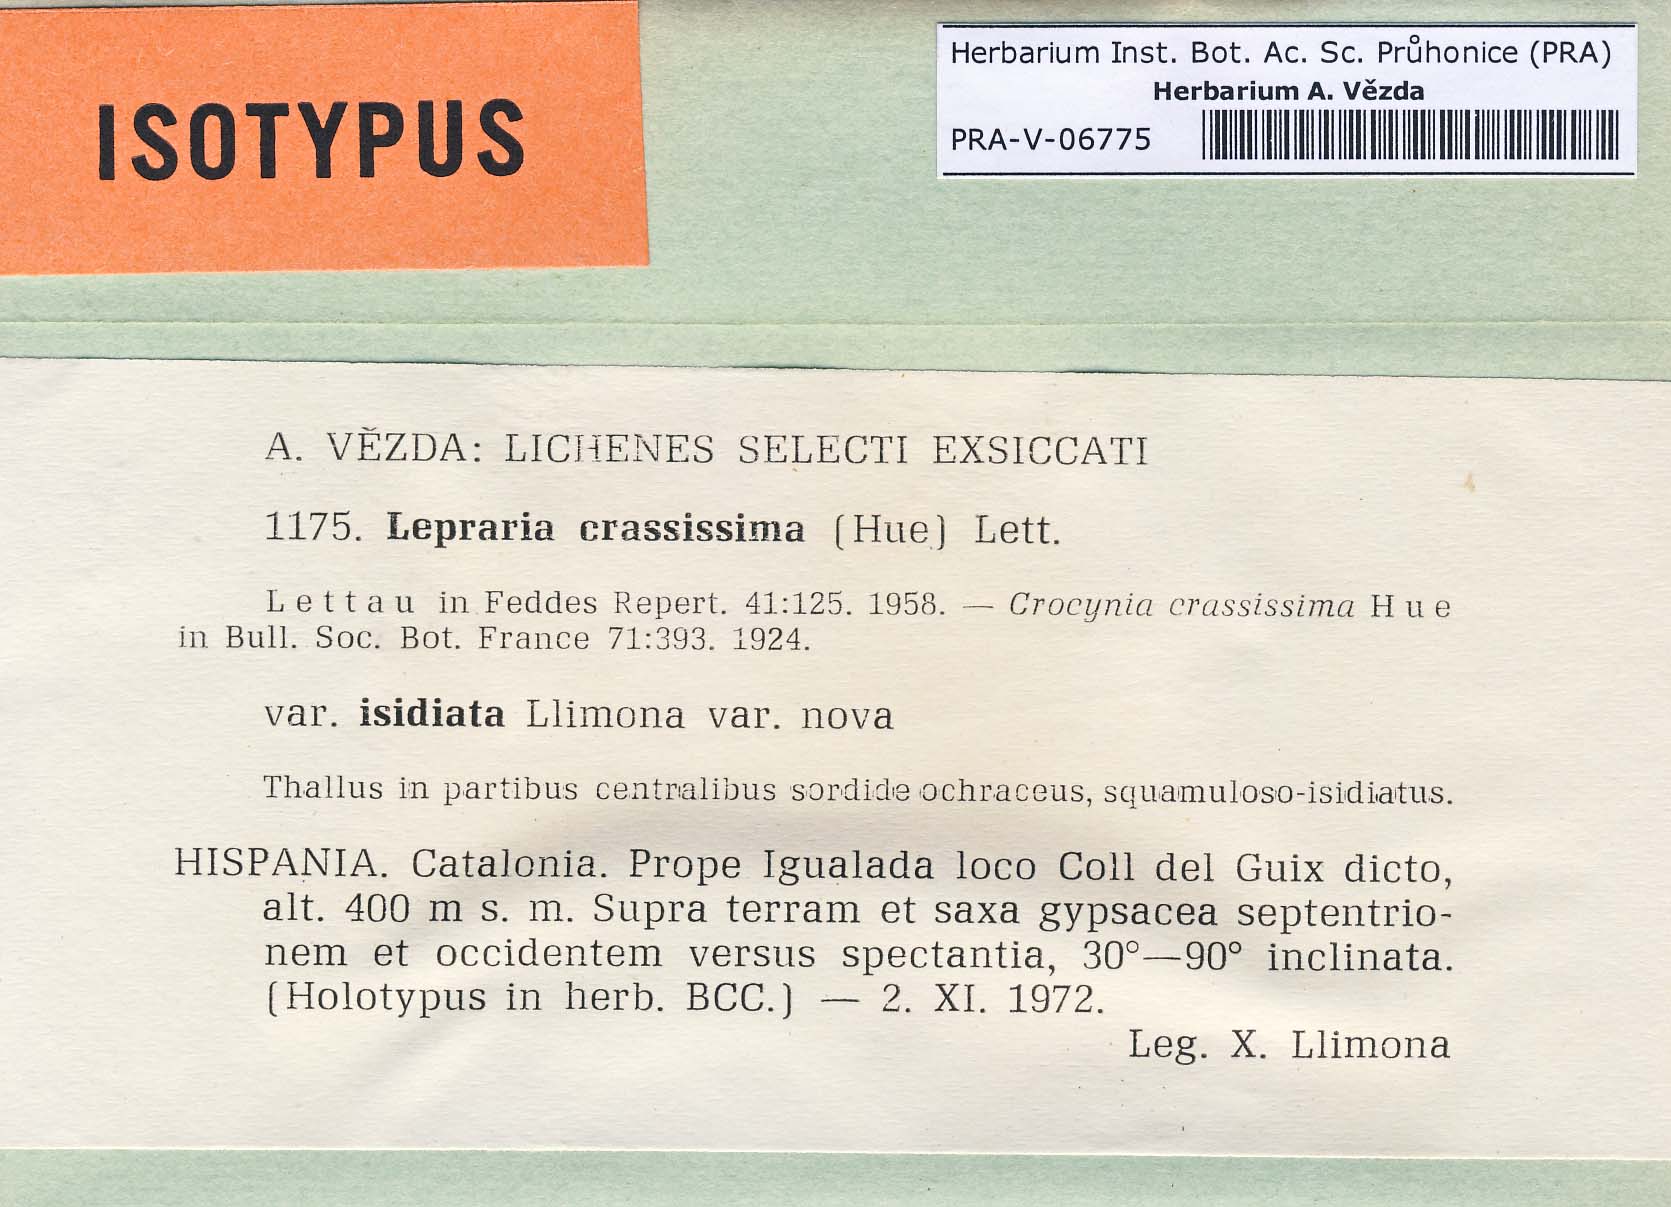 ISOTYPUS
Herbarium Inst. Bot. Ac. Sc. Průhonice (PRA)
Herbarium A. Vězda
PRA-V-06775
A. VĚZDA: LICHENES SELECTI EXSICCATI
1175. Lepraria crassissima (Hue) Lett.
Lettau in Feddes Repert. 41:125. 1958. — Crocynia crassissima Hue
in Bull. Soc. Bot. France 71:393. 1924.
var. isidiata Llimona var. nova
Thallus in partibus centralibus sordide ochraceus, squamuloso-isidiatus.
HISPANIA. Catalonia. Prope Igualada loco Coll del Guix dicto,
alt. 400 m s. m. Supra terram et saxa gypsacea septentrio-
nem et occidentem versus spectantia, 30°—90° inclinata.
(Holotypus in herb. BCC.) — 2. XI. 1972.
Leg. X. Llimona